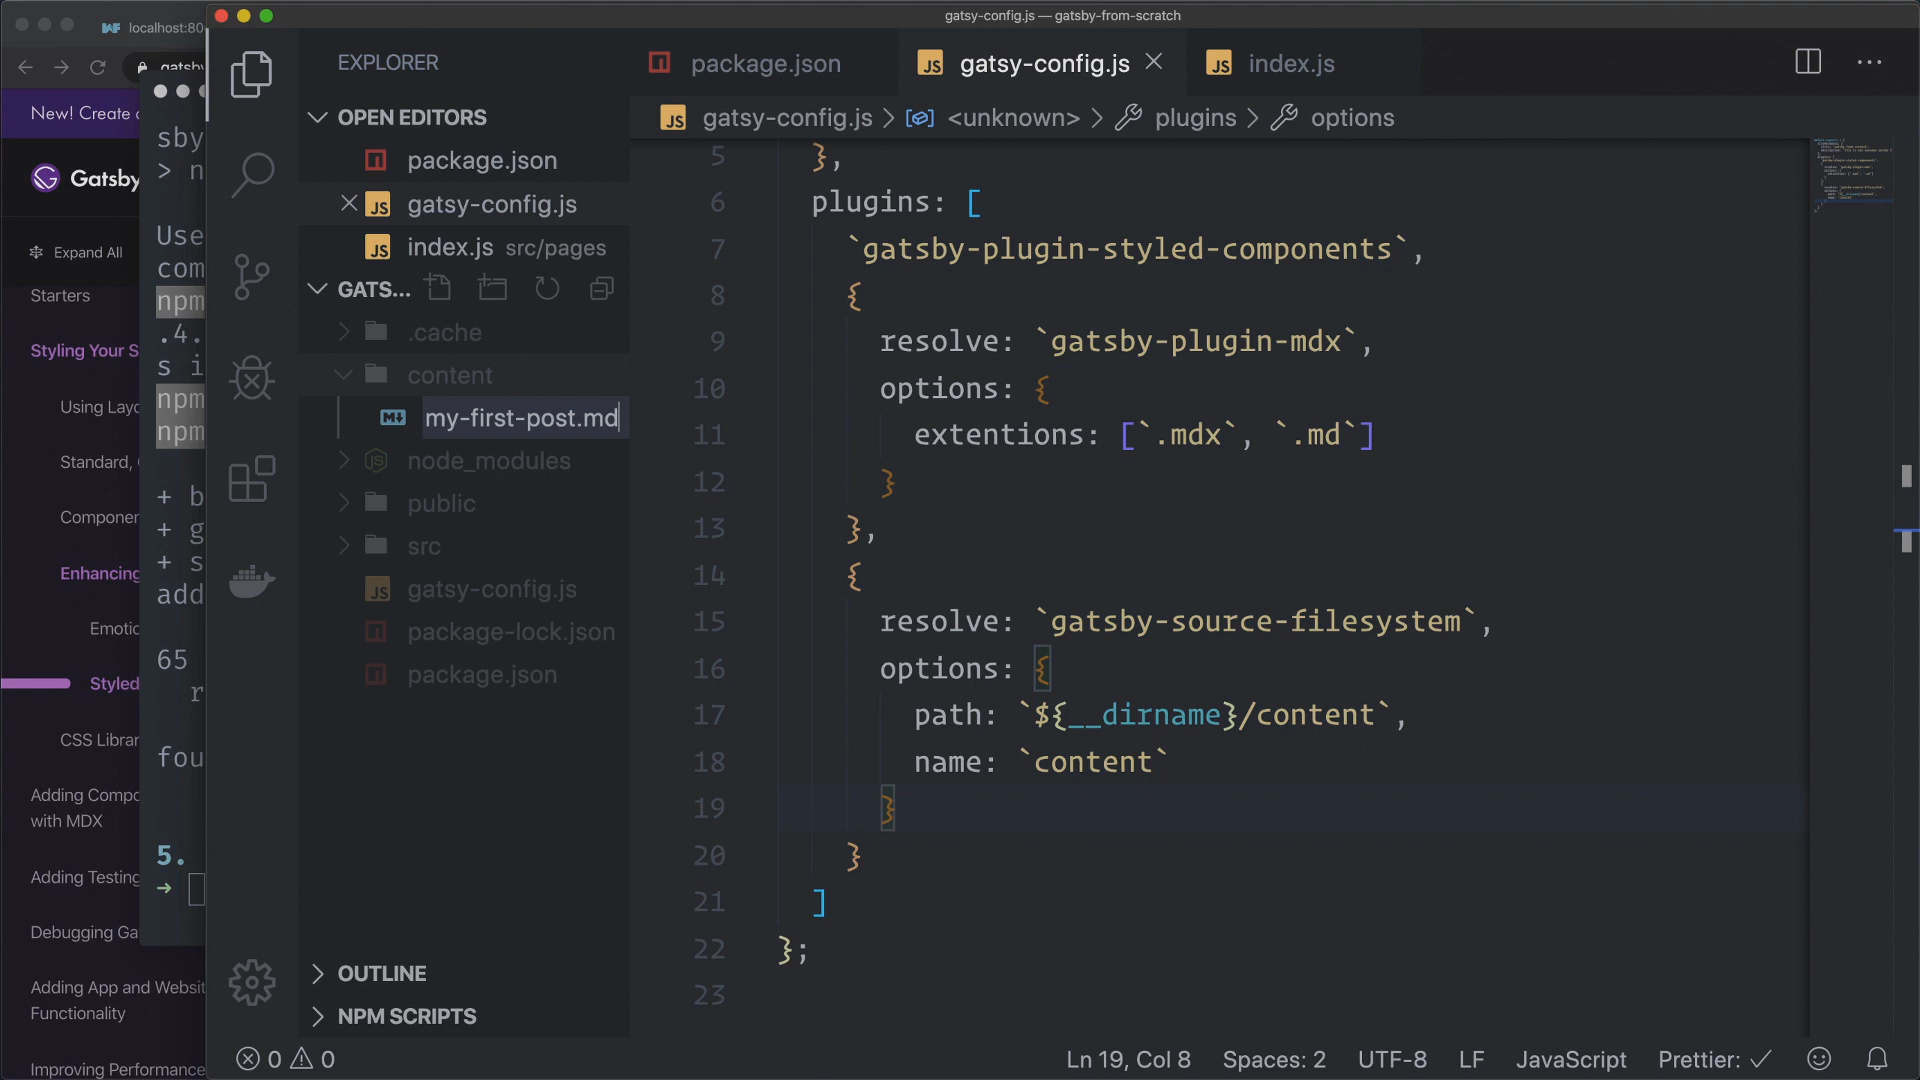 gatsy-config.js — gatsby-from-scratch
localhost:80
gatsby
New! Create
Gatsby
Expand All
Starters
Styling Your S
Using Layo
Standard,
Componen
Enhancing
Emotio
Styled
CSS Librar
Adding Compo
with MDX
Adding Testing
Debugging Ga
Adding App and Websit
Functionality
Improving Performance
sby
> n
Use
com
npm
.4.
s i
npm
npm
+ b
+ g
+ s
add
65
r
fou
5.
➜
EXPLORER
OPEN EDITORS
package.json
gatsy-config.js
index.js src/pages
GATS...
.cache
content
my-first-post.md
node_modules
public
src
gatsy-config.js
package-lock.json
package.json
OUTLINE
NPM SCRIPTS
package.json
JS gatsy-config.js
JS index.js
JS gatsy-config.js > <unknown> > plugins > options
5 },
6 plugins: [
7 `gatsby-plugin-styled-components`,
8 {
9 resolve: `gatsby-plugin-mdx`,
10 options: {
11 extentions: [`.mdx`, `.md`]
12 }
13 },
14 {
15 resolve: `gatsby-source-filesystem`,
16 options: {
17 path: `${__dirname}/content`,
18 name: `content`
19 }
20 }
21 ]
22 };
23
0 0
Ln 19, Col 8 Spaces: 2 UTF-8 LF JavaScript Prettier: ✓